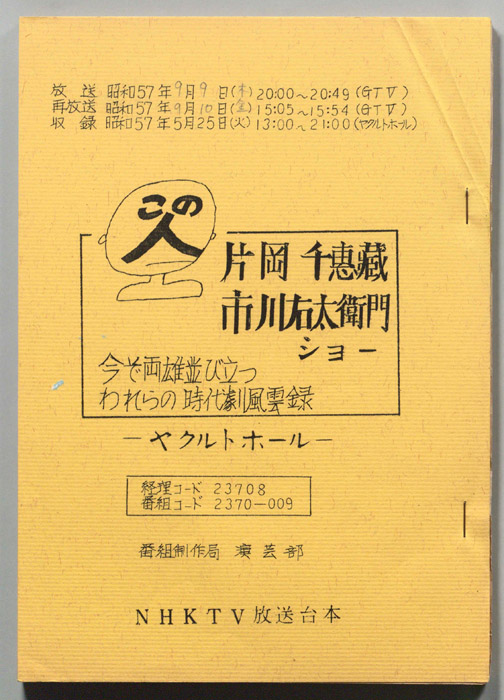 放送 昭和57年9月9日(木)20:00~20:49(GTV)
再放送 昭和57年9月10日(金)15:05~15:54(GTV)
収録 昭和57年5月25日(火)13:00~21:00(ヤクルトホール)
この
人
片岡千恵蔵
市川右太衛門
ショー
今ぞ両雄並び立つ
われらの時代劇風雲録
ーヤクルトホールー
経理コード 23708
番組コード 2370-009
番組制作局 演芸部
NHKTV放送台本